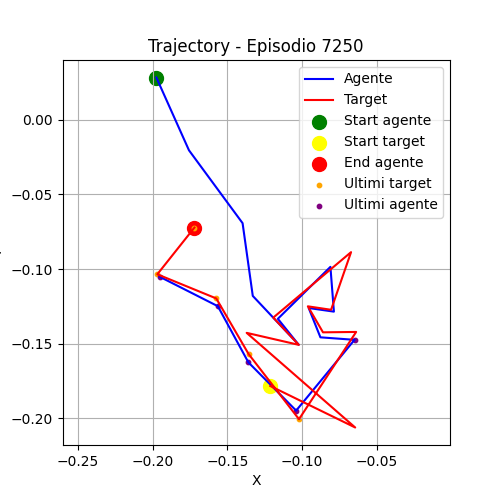 Trajectory - Episodio 7250
Agente
Target
Start agente
Start target
End agente
Ultimi target
Ultimi agente
0.00
−0.05
−0.10
−0.15
−0.20
−0.25
−0.20
−0.15
−0.10
−0.05
X